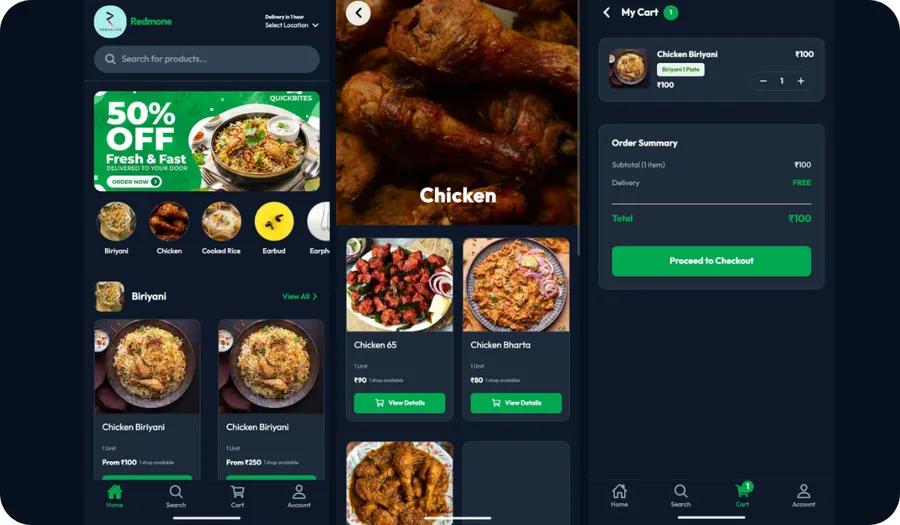 Redmone
Delivery in 1 hour
Select Location
Search for products...
QUICKBITES
50%
OFF
Fresh & Fast
DELIVERED TO YOUR DOOR
ORDER NOW
Biriyani
Chicken
Cooked Rice
Earbud
Earph
Biriyani
View All
Chicken Biriyani
1 Unit
From ₹100 1 shop available
Chicken Biriyani
1 Unit
From ₹250 1 shop available
Home
Search
Cart
Account
Chicken
Chicken 65
1 Unit
₹90 1 shop available
View Details
Chicken Bharta
1 Unit
₹80 1 shop available
View Details
My Cart 1
Chicken Biriyani ₹100
Biriyani 1 Plate
₹100
− 1 +
Order Summary
Subtotal (1 item) ₹100
Delivery FREE
Total ₹100
Proceed to Checkout
Home
Search
1
Cart
Account